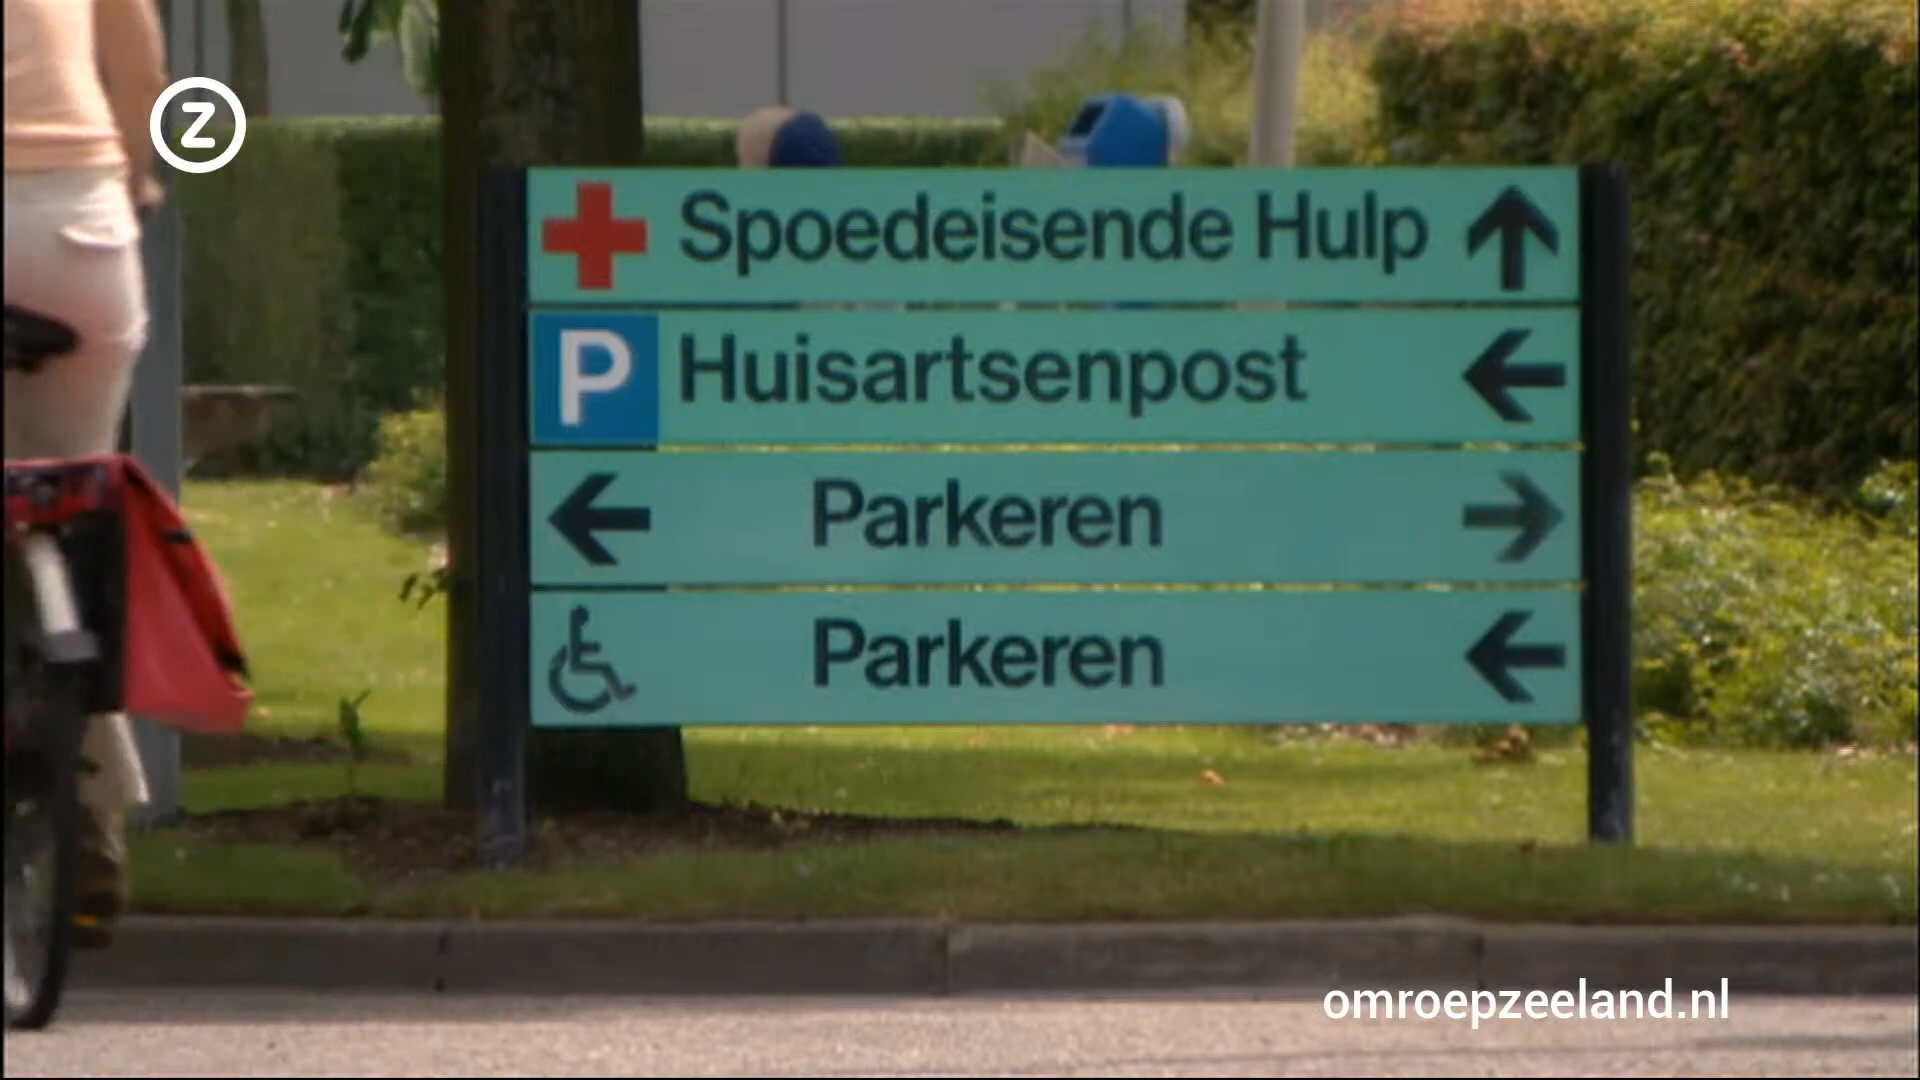 Z
Spoedeisende Hulp
P Huisartsenpost
Parkeren
Parkeren
omroepzeeland.nl